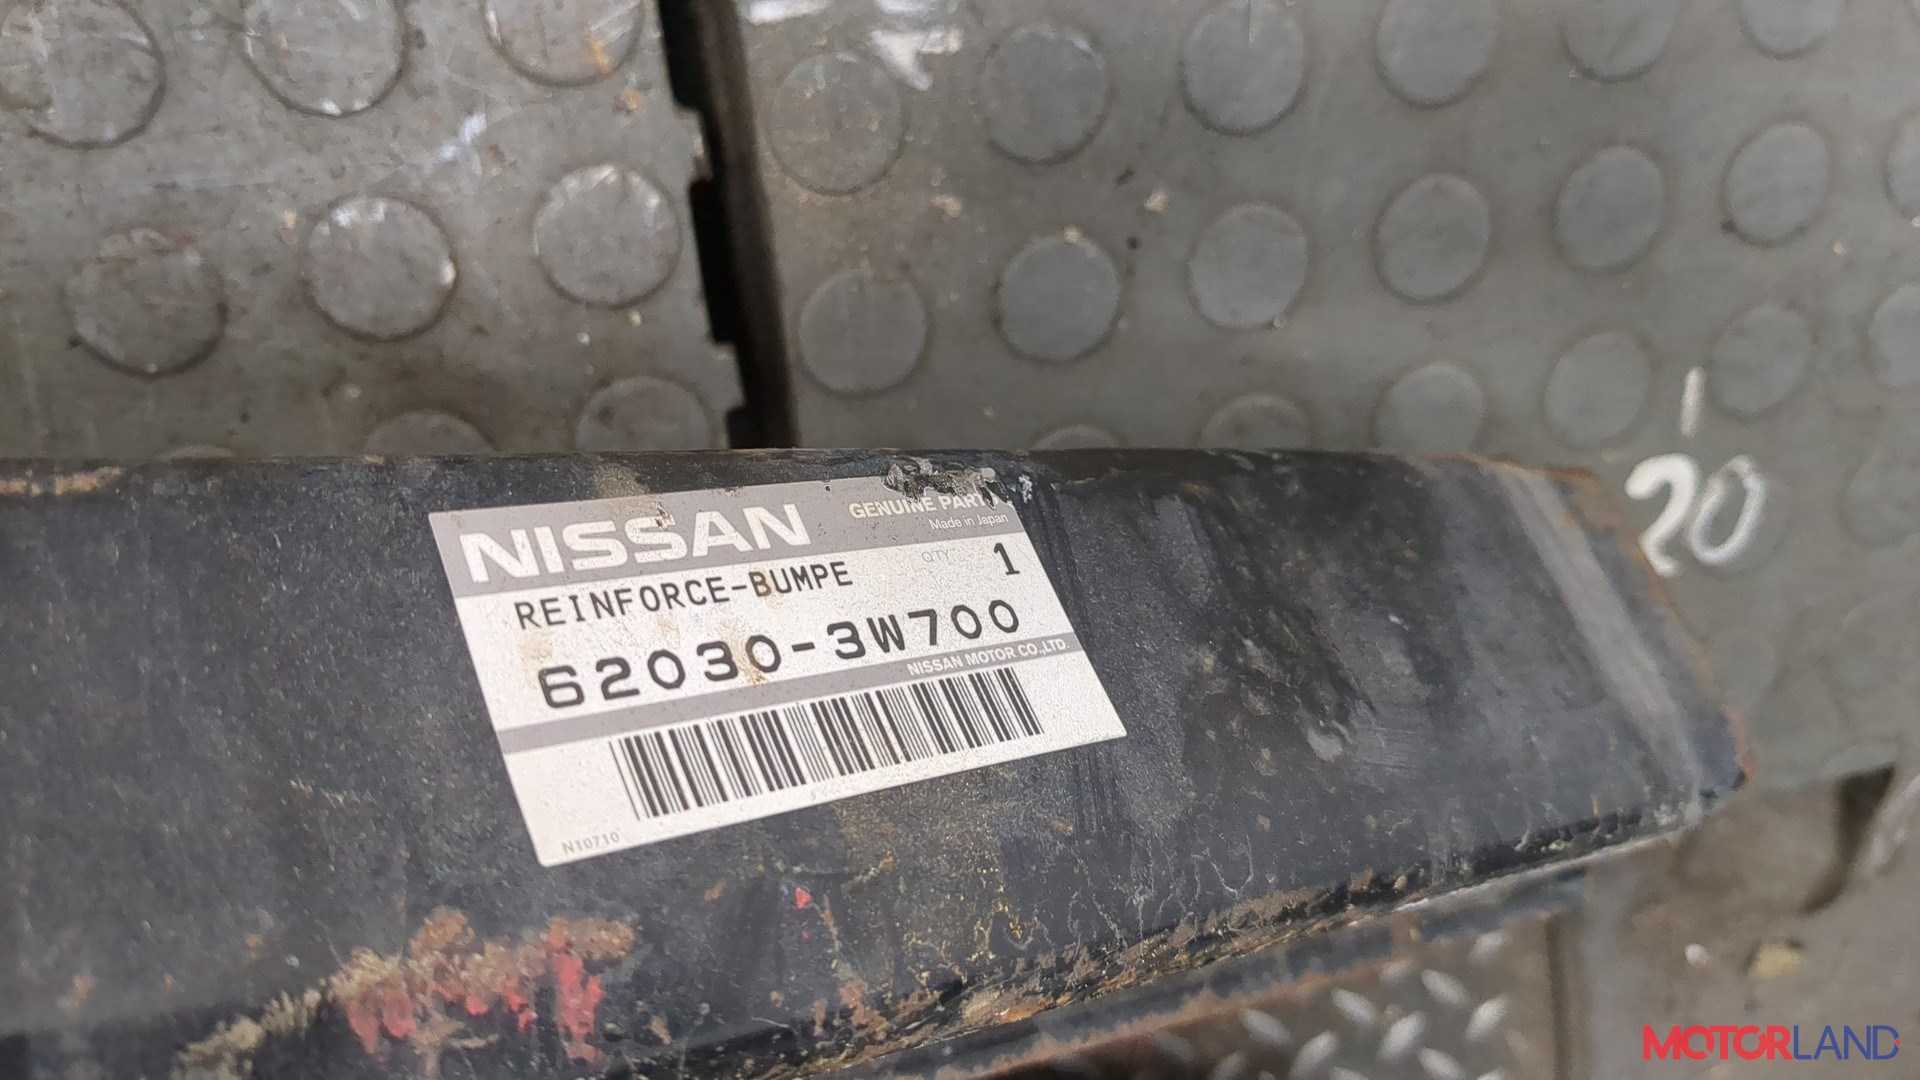 NISSAN
GENUINE PARTS
Made in Japan
REINFORCE-BUMPE
QTY
1
62030-3W700
NISSAN MOTOR CO.,LTD.
N10710
1
20
MOTORLAND